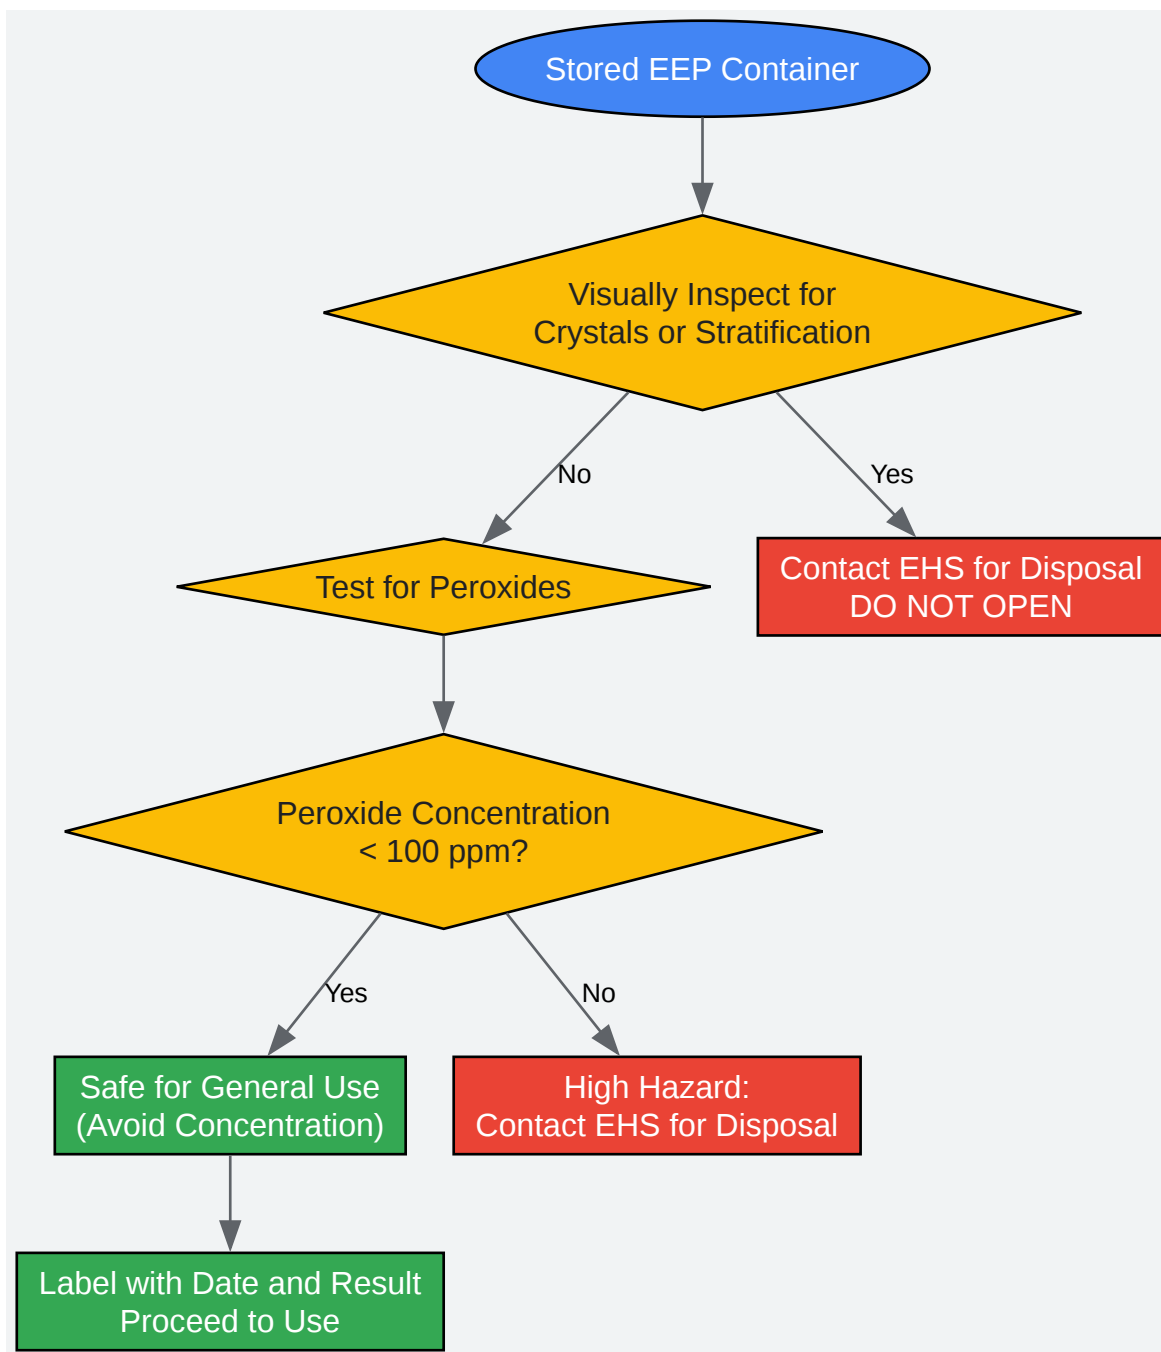 Stored EEP Container
Visually Inspect for
Crystals or Stratification
No
Yes
Test for Peroxides
Contact EHS for Disposal
DO NOT OPEN
Peroxide Concentration
< 100 ppm?
Yes
No
Safe for General Use
(Avoid Concentration)
High Hazard:
Contact EHS for Disposal
Label with Date and Result
Proceed to Use